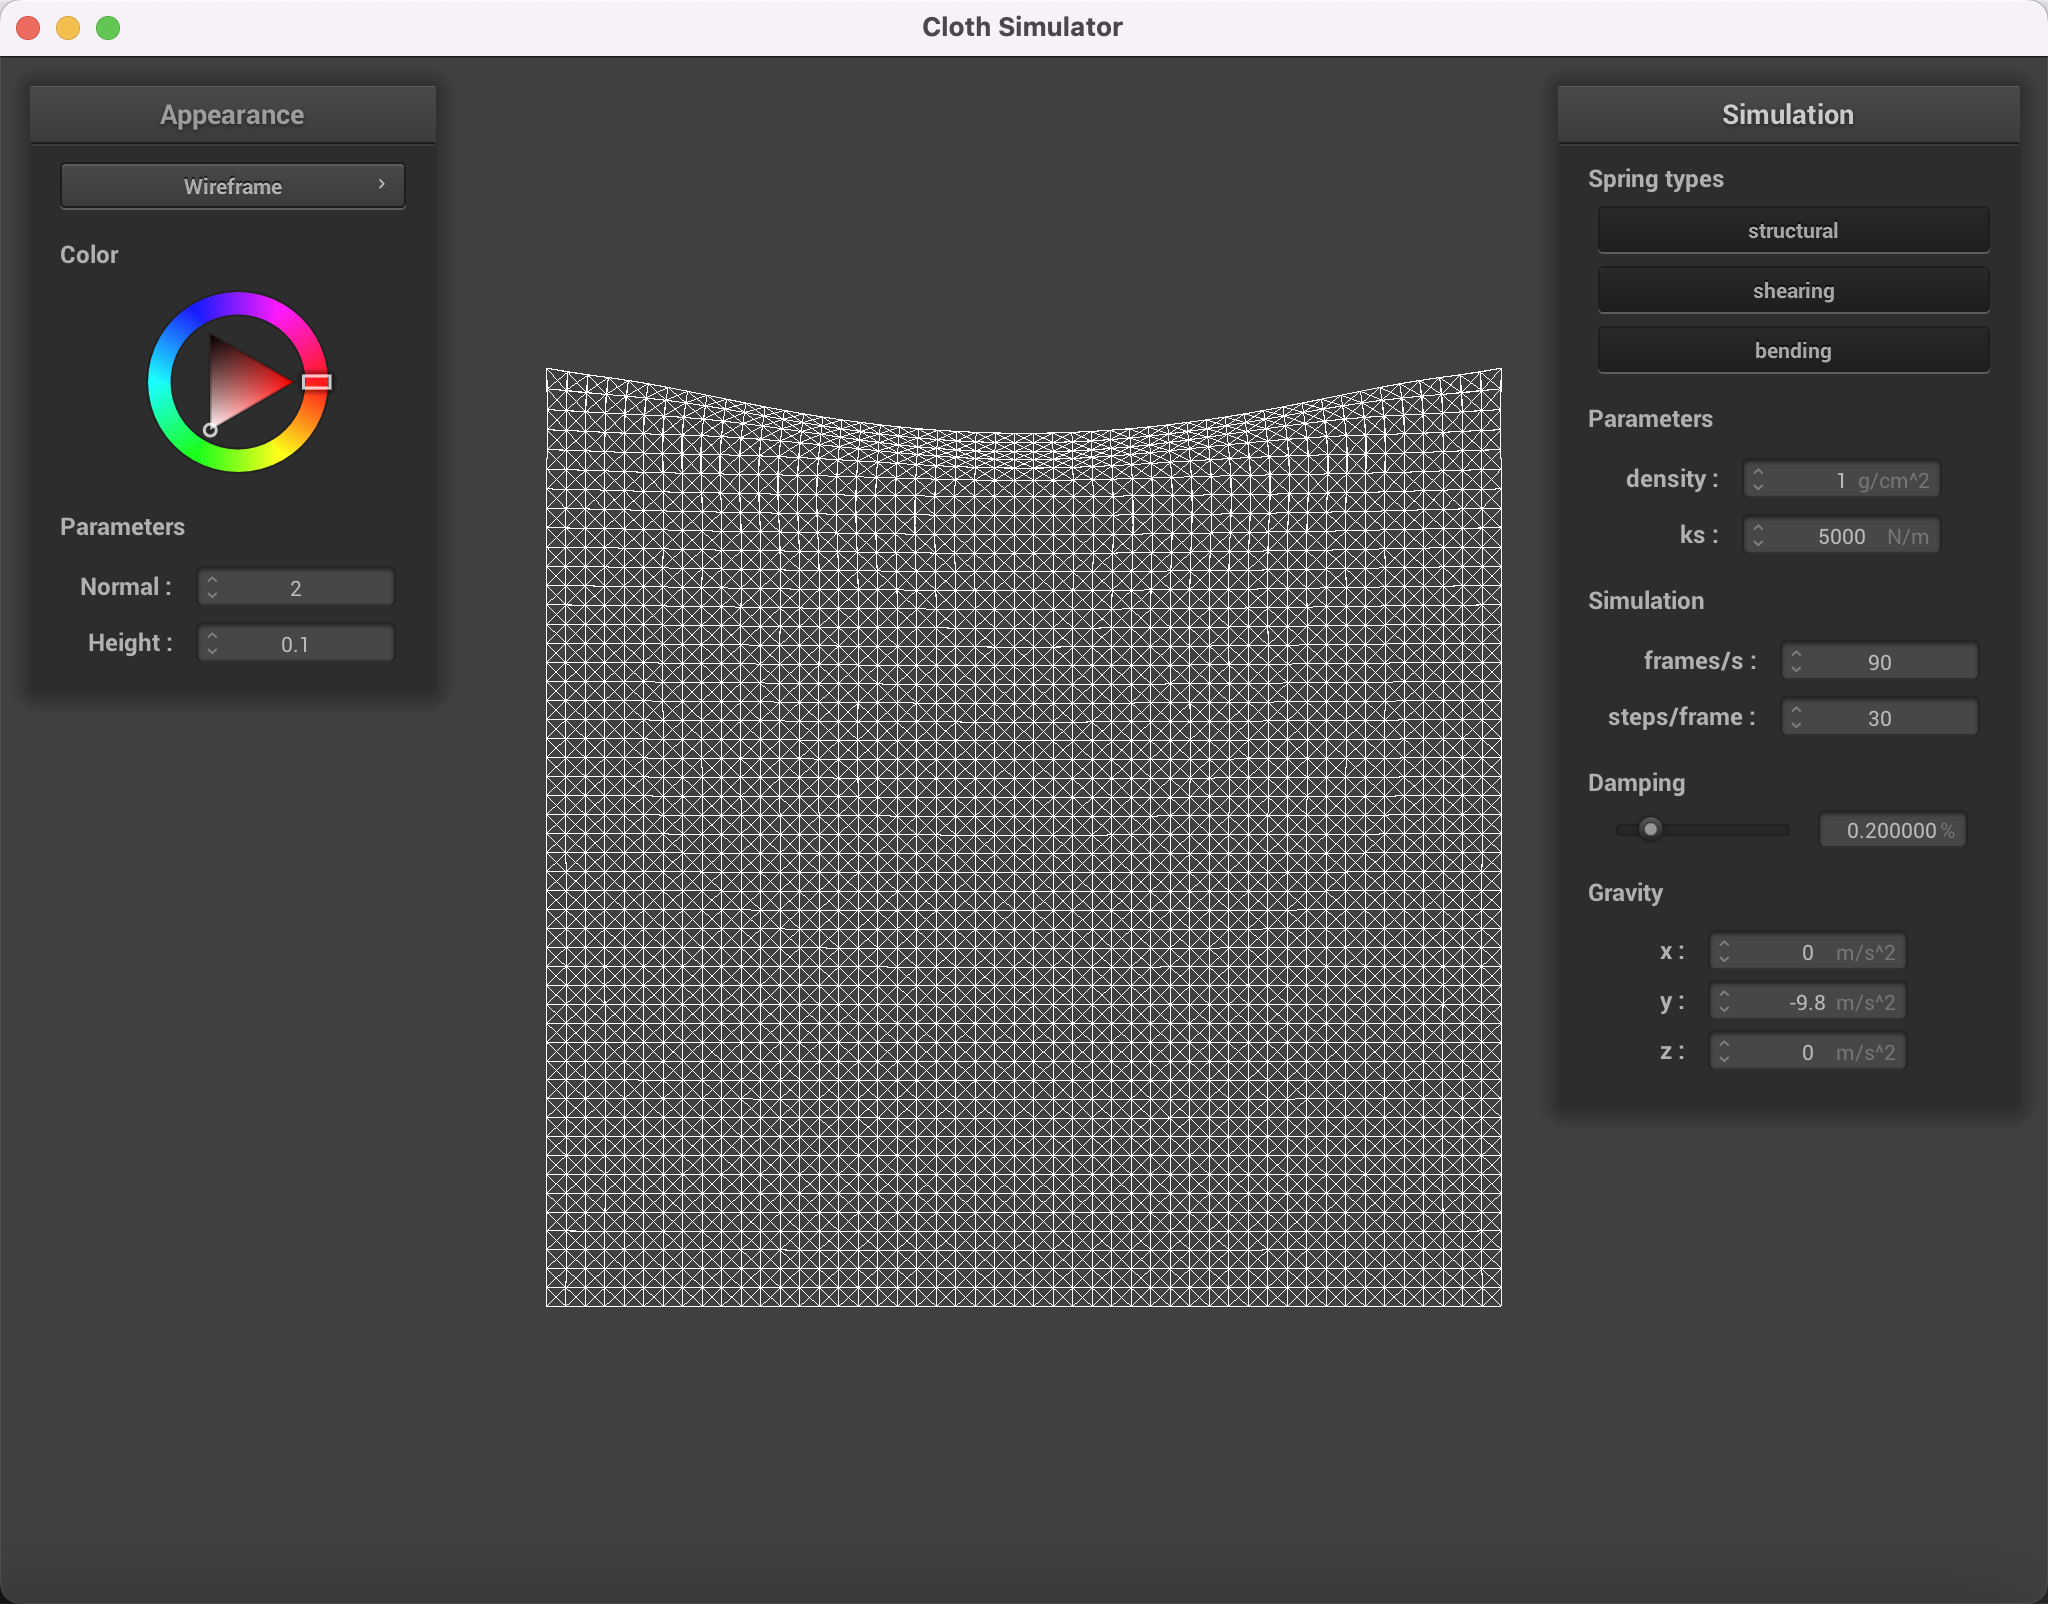 Cloth Simulator
Appearance
Wireframe
Color
Parameters
Normal : 2
Height : 0.1
Simulation
Spring types
structural
shearing
bending
Parameters
density : 1 g/cm^2
ks : 5000 N/m
Simulation
frames/s : 90
steps/frame : 30
Damping
0.200000 %
Gravity
x : 0 m/s^2
y : -9.8 m/s^2
z : 0 m/s^2